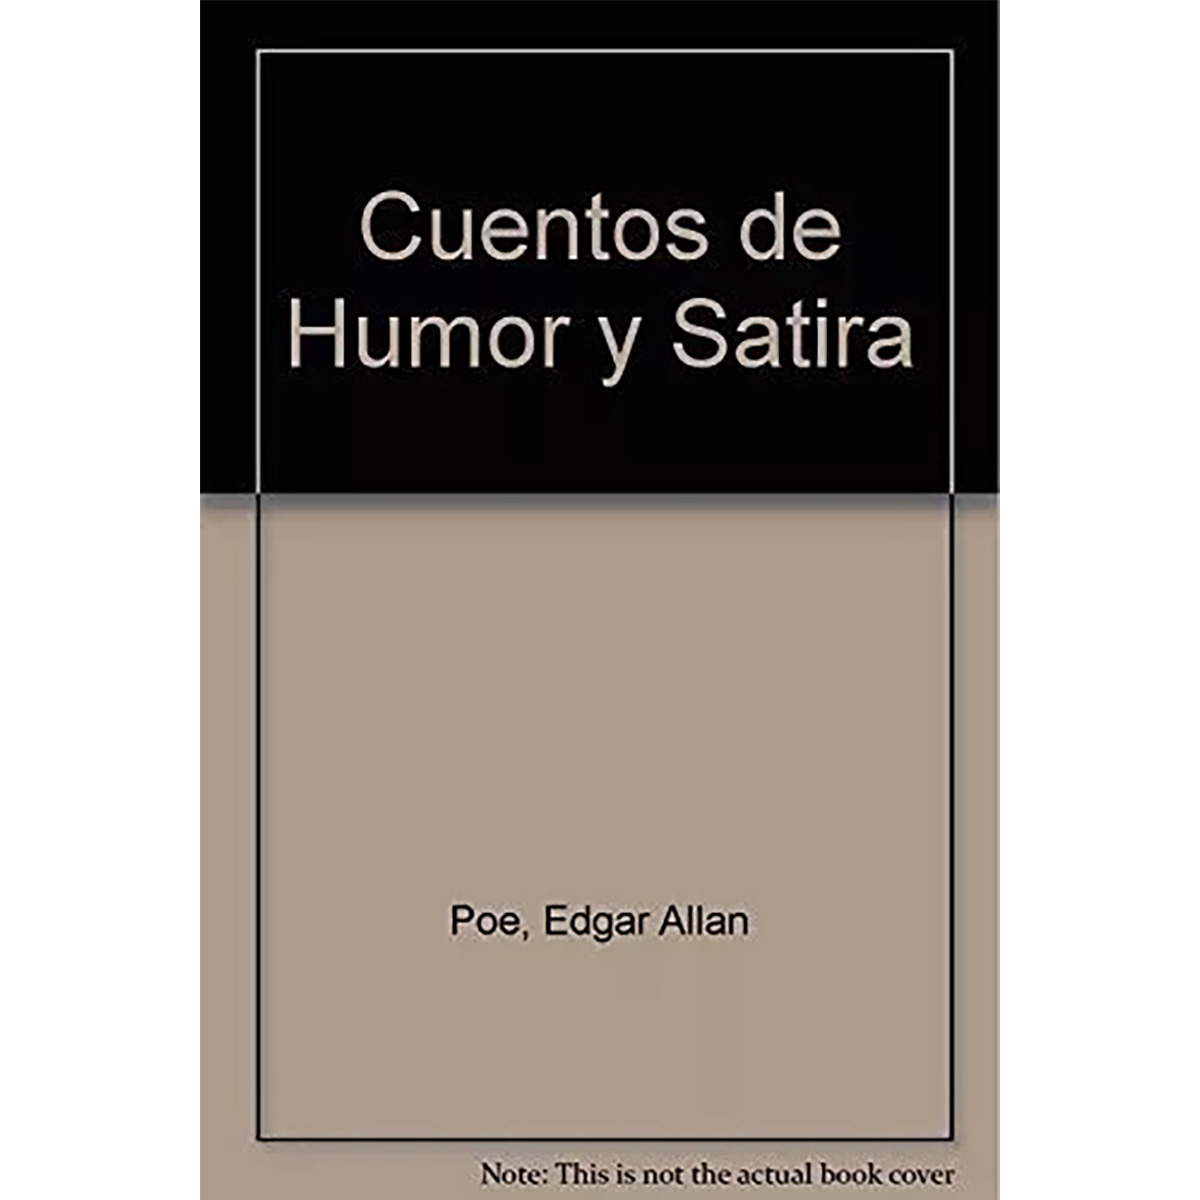 Cuentos de
Humor y Satira
Poe, Edgar Allan
Note: This is not the actual book cover